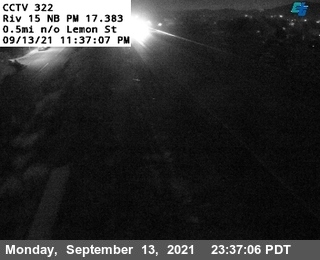 CCTV 322
Riv 15 NB PM 17.383
0.5mi n/o Lemon St
09/13/21 11:37:07 PM
Monday, September 13, 2021 23:37:06 PDT